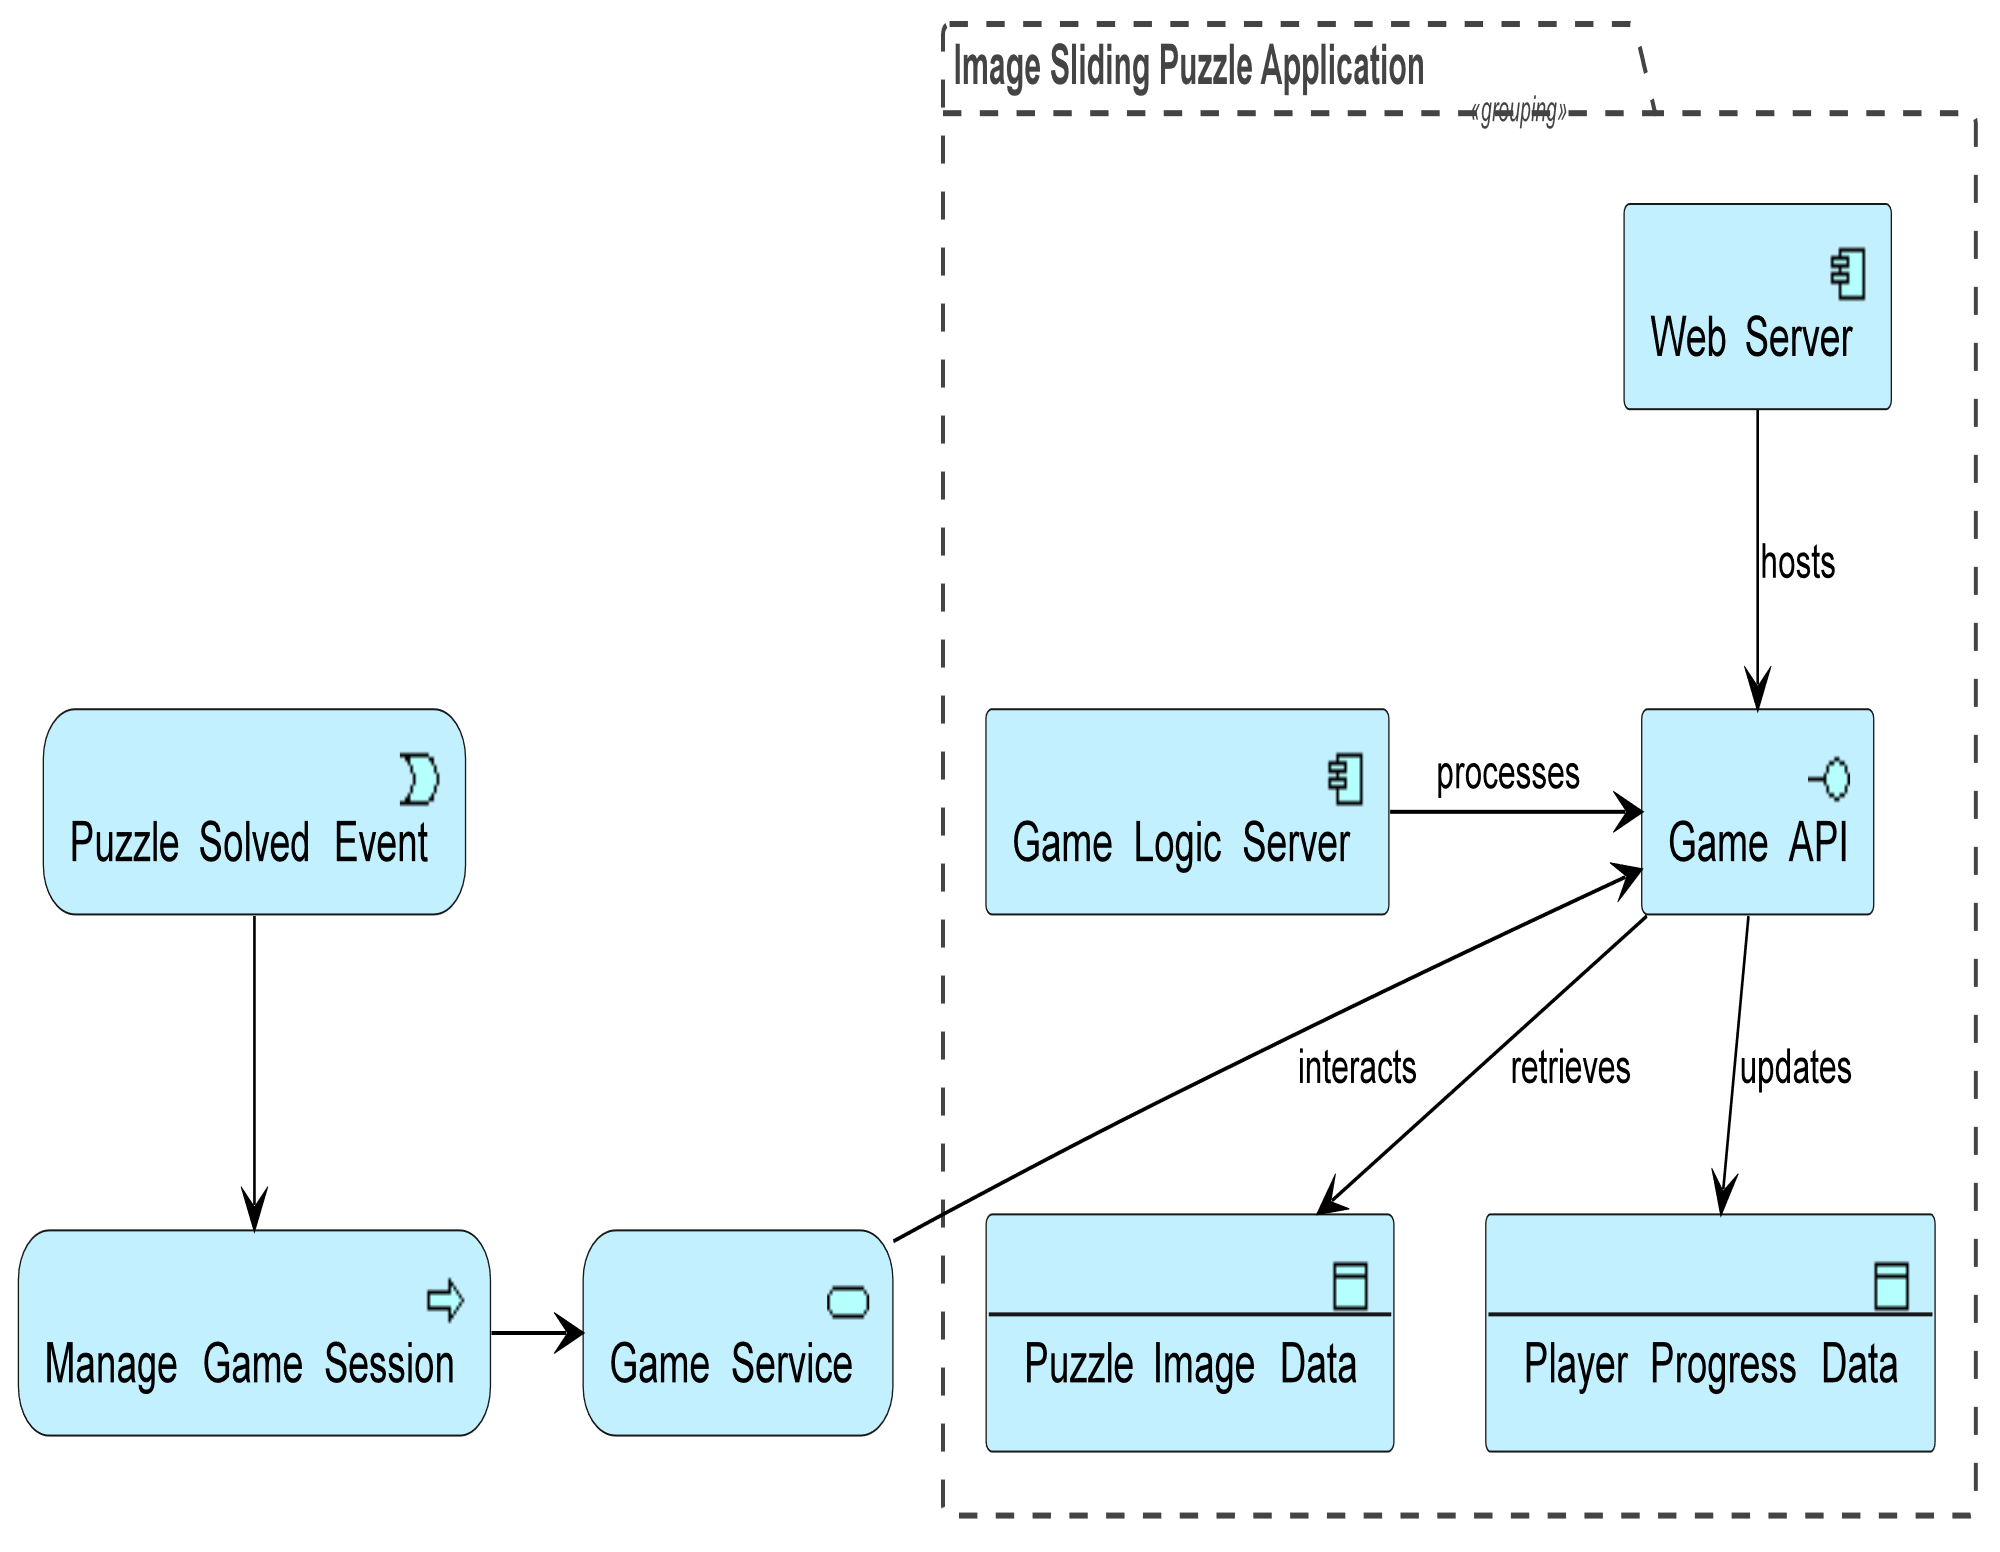 Image Sliding Puzzle Application
«grouping»
Web Server
hosts
Puzzle Solved Event
Game Logic Server
processes
Game API
interacts
retrieves
updates
Manage Game Session
Game Service
Puzzle Image Data
Player Progress Data